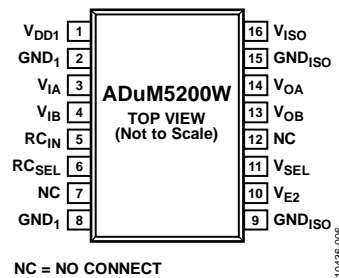 VDD1 1
GND1 2
VIA 3
VIB 4
RCIN 5
RCSEL 6
NC 7
GND1 8
ADuM5200W
TOP VIEW
(Not to Scale)
16 VISO
15 GNDISO
14 VOA
13 VOB
12 NC
11 VSEL
10 VE2
9 GNDISO
NC = NO CONNECT
10436-006